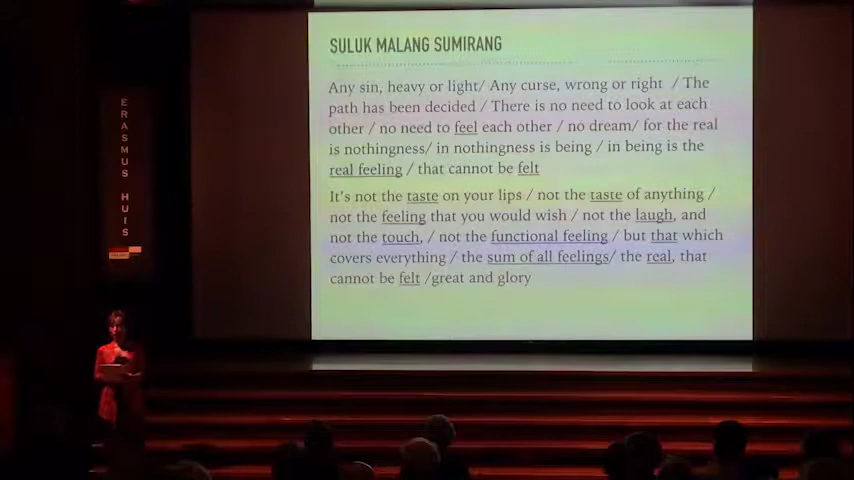 SULUK MALANG SUMIRANG
Any sin, heavy or light/ Any curse, wrong or right / The
path has been decided / There is no need to look at each
other / no need to feel each other / no dream/ for the real
is nothingness/ in nothingness is being / in being is the
real feeling / that cannot be felt
It's not the taste on your lips / not the taste of anything /
not the feeling that you would wish / not the laugh, and
not the touch, / not the functional feeling / but that which
covers everything / the sum of all feelings/ the real, that
cannot be felt /great and glory
ERASMUS HUIS